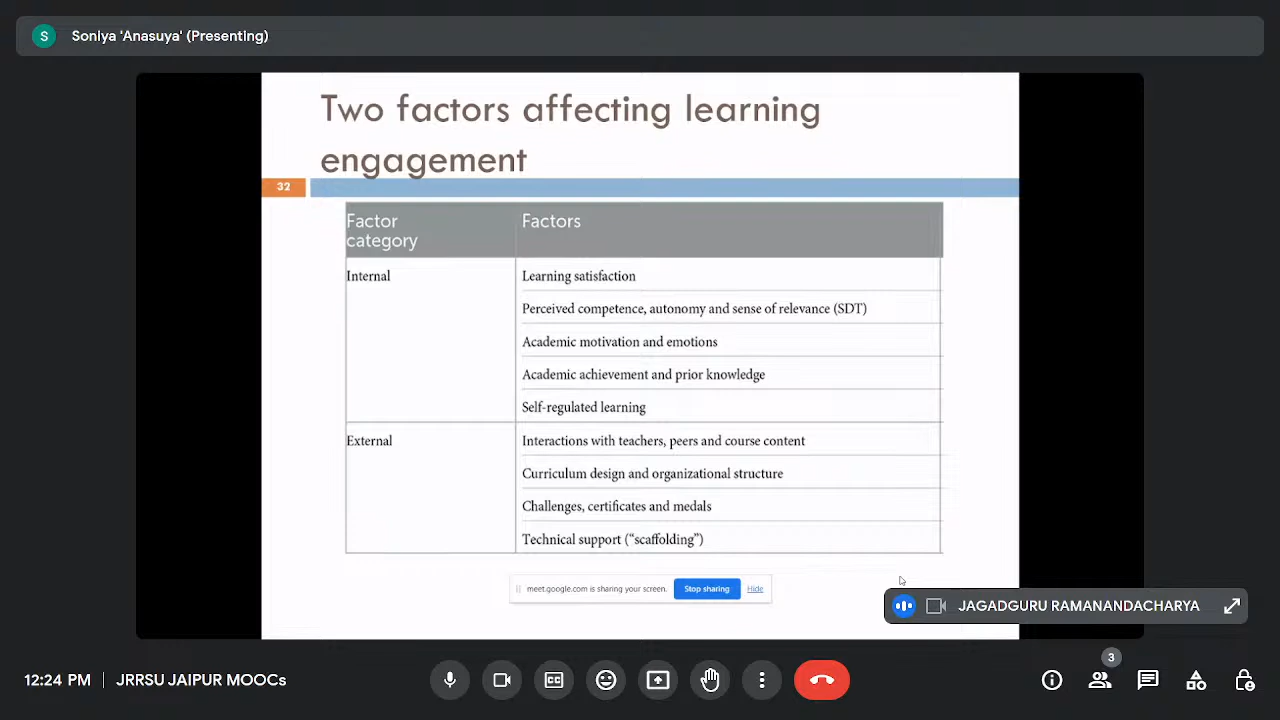 S Soniya 'Anasuya' (Presenting)
Two factors affecting learning
engagement
32
Factor
category
Factors
Internal
Learning satisfaction
Perceived competence, autonomy and sense of relevance (SDT)
Academic motivation and emotions
Academic achievement and prior knowledge
Self-regulated learning
External
Interactions with teachers, peers and course content
Curriculum design and organizational structure
Challenges, certificates and medals
Technical support (“scaffolding”)
meet.google.com is sharing your screen. Stop sharing Hide
JAGADGURU RAMANANDACHARYA
3
12:24 PM | JRRSU JAIPUR MOOCs